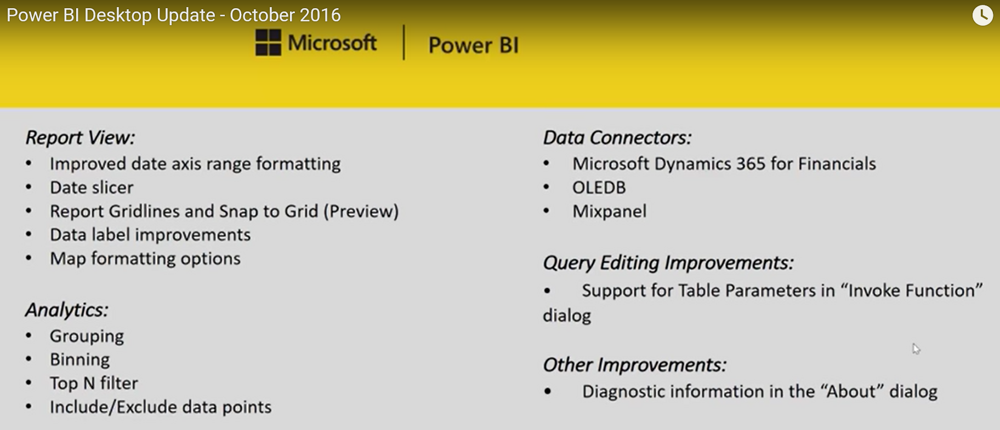 Power BI Desktop Update - October 2016
Microsoft | Power BI
Report View:
• Improved date axis range formatting
• Date slicer
• Report Gridlines and Snap to Grid (Preview)
• Data label improvements
• Map formatting options
Analytics:
• Grouping
• Binning
• Top N filter
• Include/Exclude data points
Data Connectors:
• Microsoft Dynamics 365 for Financials
• OLEDB
• Mixpanel
Query Editing Improvements:
• Support for Table Parameters in “Invoke Function”
dialog
Other Improvements:
• Diagnostic information in the “About” dialog